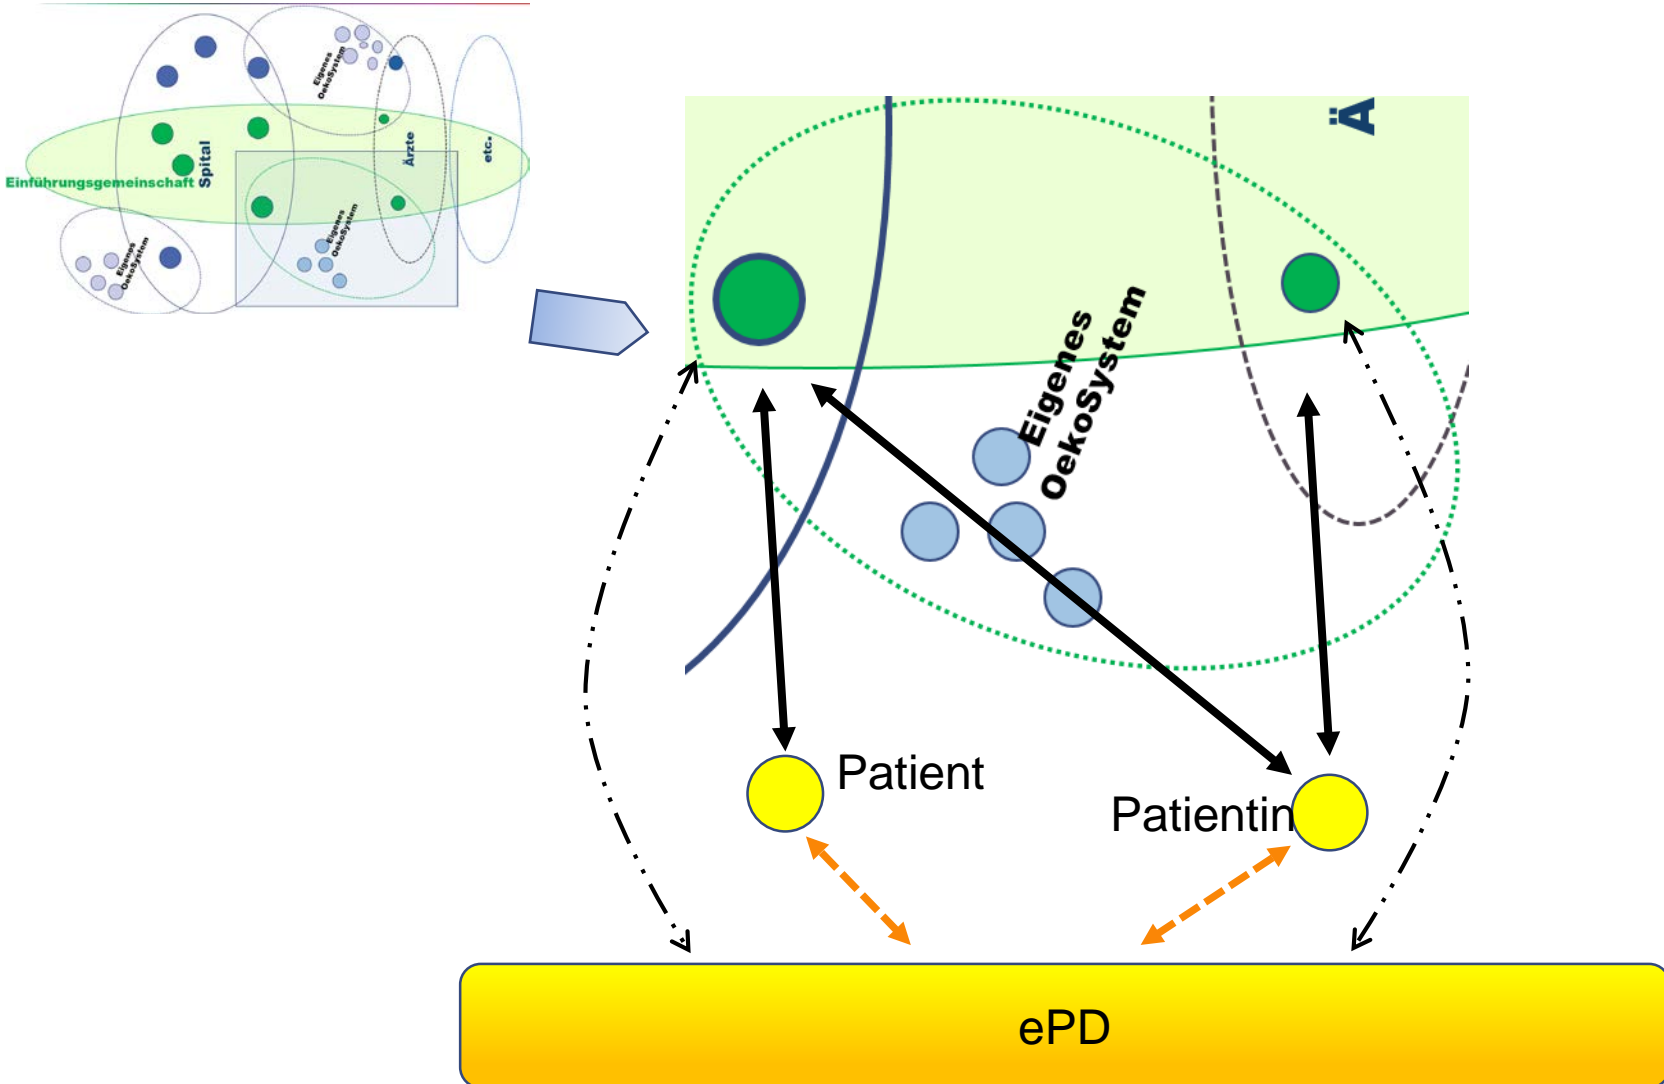 Eigenes
OekoSystem
Ärzte
etc.
Spital
Einführungsgemeinschaft
Eigenes
OekoSystem
Eigenes
OekoSystem
Ä
Eigenes
OekoSystem
Patient
Patientin
ePD